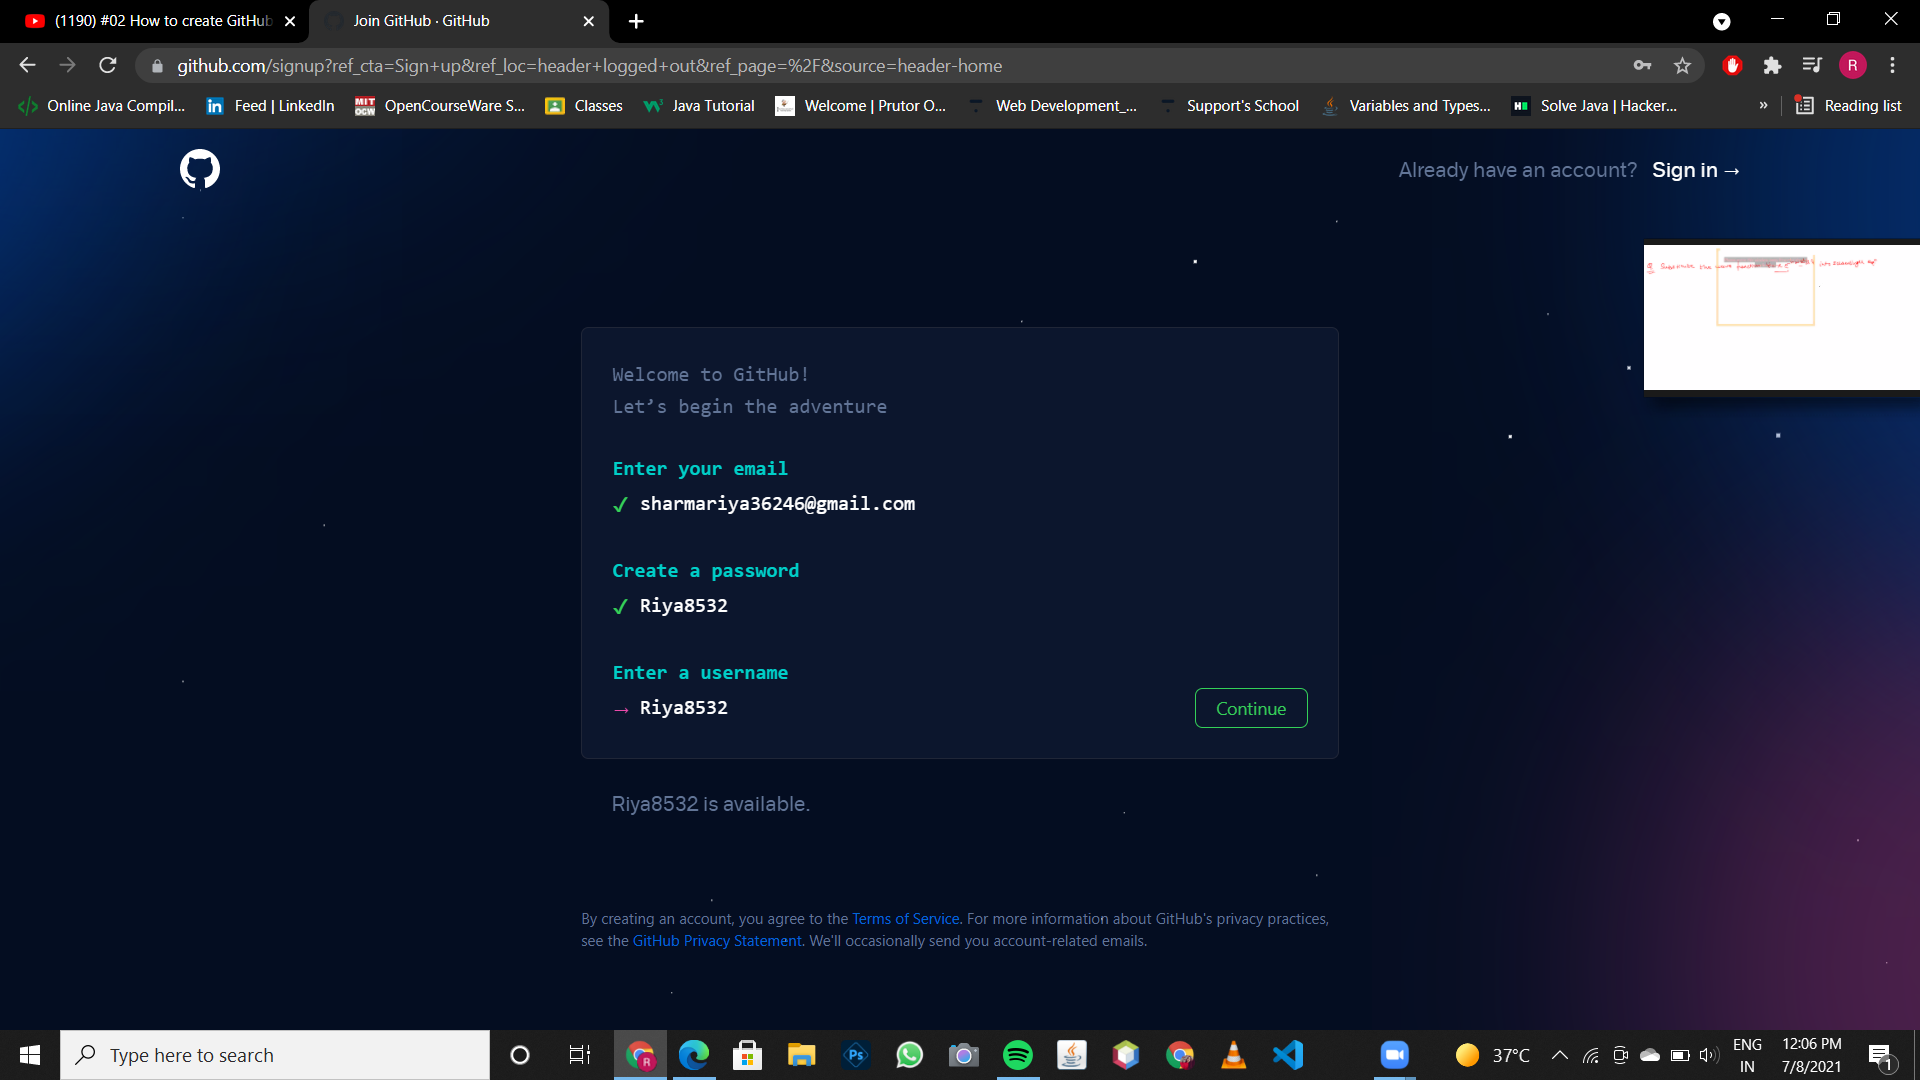 (1190) #02 How to create GitHub
Join GitHub · GitHub
github.com/signup?ref_cta=Sign+up&ref_loc=header+logged+out&ref_page=%2F&source=header-home
R
Online Java Compil...
Feed | LinkedIn
MIT OCW OpenCourseWare S...
Classes
Java Tutorial
Welcome | Prutor O...
Web Development_...
Support's School
Variables and Types...
Solve Java | Hacker...
»
Reading list
Already have an account? Sign in →
Welcome to GitHub!
Let’s begin the adventure
Enter your email
✓ sharmariya36246@gmail.com
Create a password
✓ Riya8532
Enter a username
→ Riya8532
Continue
Riya8532 is available.
By creating an account, you agree to the Terms of Service. For more information about GitHub's privacy practices,
see the GitHub Privacy Statement. We'll occasionally send you account-related emails.
Type here to search
37°C
ENG
IN
12:06 PM
7/8/2021
1